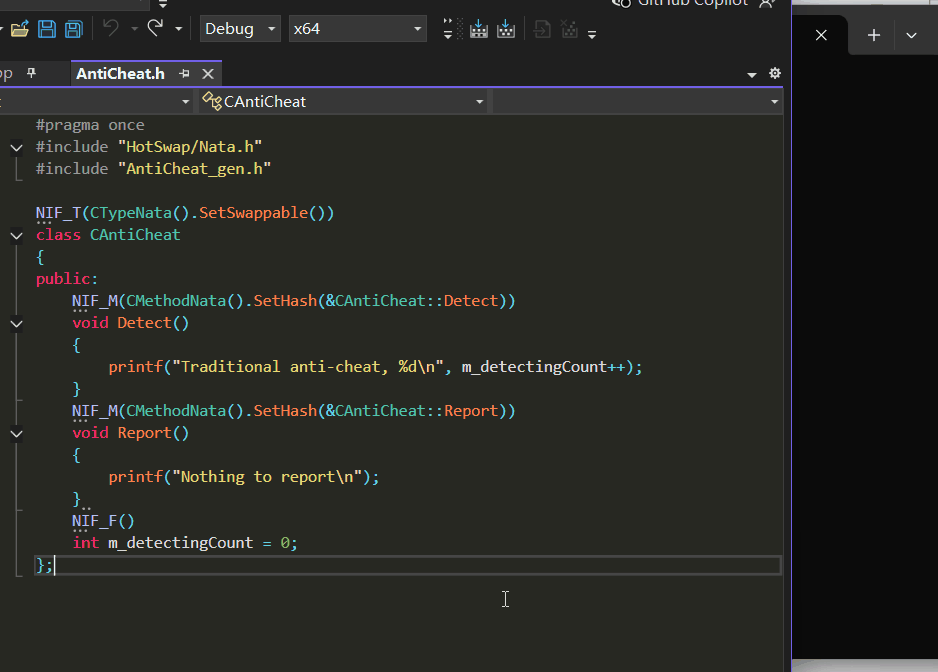 GitHub Copilot
Debug x64
AntiCheat.h
CAntiCheat
#pragma once
#include "HotSwap/Nata.h"
#include "AntiCheat_gen.h"
NIF_T(CTypeNata().SetSwappable())
class CAntiCheat
{
public:
NIF_M(CMethodNata().SetHash(&CAntiCheat::Detect))
void Detect()
{
printf("Traditional anti-cheat, %d\n", m_detectingCount++);
}
NIF_M(CMethodNata().SetHash(&CAntiCheat::Report))
void Report()
{
printf("Nothing to report\n");
}
NIF_F()
int m_detectingCount = 0;
};